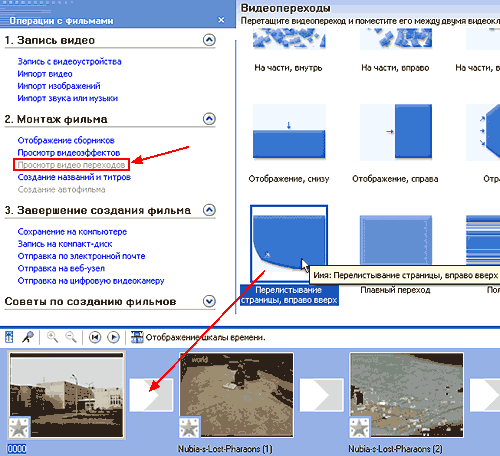 Операции с фильмами
1. Запись видео
Запись с видеоустройства
Импорт видео
Импорт изображений
Импорт звука или музыки
2. Монтаж фильма
Отображение сборников
Просмотр видеоэффектов
Просмотр видео переходов
Создание названий и титров
Создание автофильма
3. Завершение создания фильма
Сохранение на компьютере
Запись на компакт-диск
Отправка по электронной почте
Отправка на веб-узел
Отправка на цифровую видеокамеру
Советы по созданию фильмов
Видеопереходы
Перетащите видеопереход и поместите его между двумя видеокл
На части, внутрь
На части, вправо
На част
Отображение, снизу
Отображение, справа
Отображе
Имя: Перелистывание страницы, вправо вверх
Перелистывание
страницы, вправо вверх
Плавный переход
Пол
Отображение шкалы времени.
world
0000
Nubia-s-Lost-Pharaons (1)
Nubia-s-Lost-Pharaons (2)